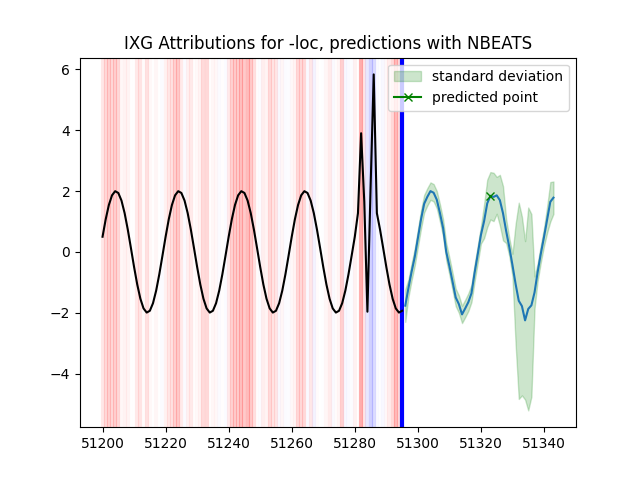 IXG Attributions for -loc, predictions with NBEATS
standard deviation
predicted point
6
4
2
0
−2
−4
51200 51220 51240 51260 51280 51300 51320 51340